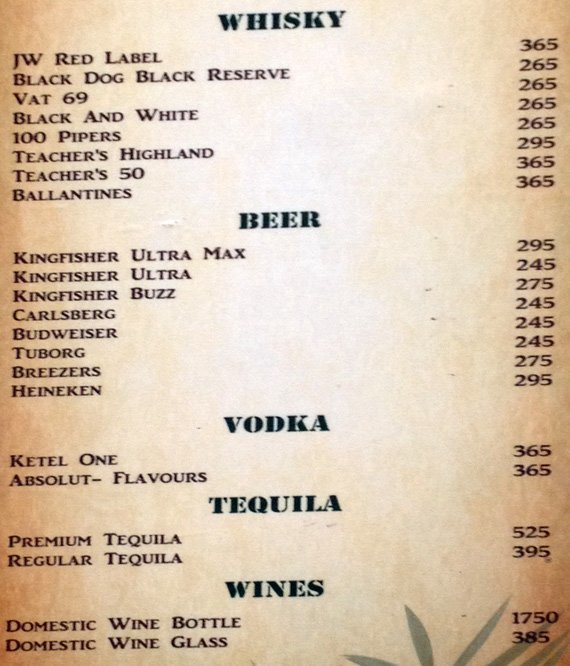 WHISKY
JW RED LABEL 365
BLACK DOG BLACK RESERVE 265
VAT 69 265
BLACK AND WHITE 265
100 PIPERS 265
TEACHER'S HIGHLAND 295
TEACHER'S 50 365
BALLANTINES 365
BEER
KINGFISHER ULTRA MAX 295
KINGFISHER ULTRA 245
KINGFISHER BUZZ 275
CARLSBERG 245
BUDWEISER 245
TUBORG 245
BREEZERS 275
HEINEKEN 295
VODKA
KETEL ONE 365
ABSOLUT- FLAVOURS 365
TEQUILA
PREMIUM TEQUILA 525
REGULAR TEQUILA 395
WINES
DOMESTIC WINE BOTTLE 1750
DOMESTIC WINE GLASS 385